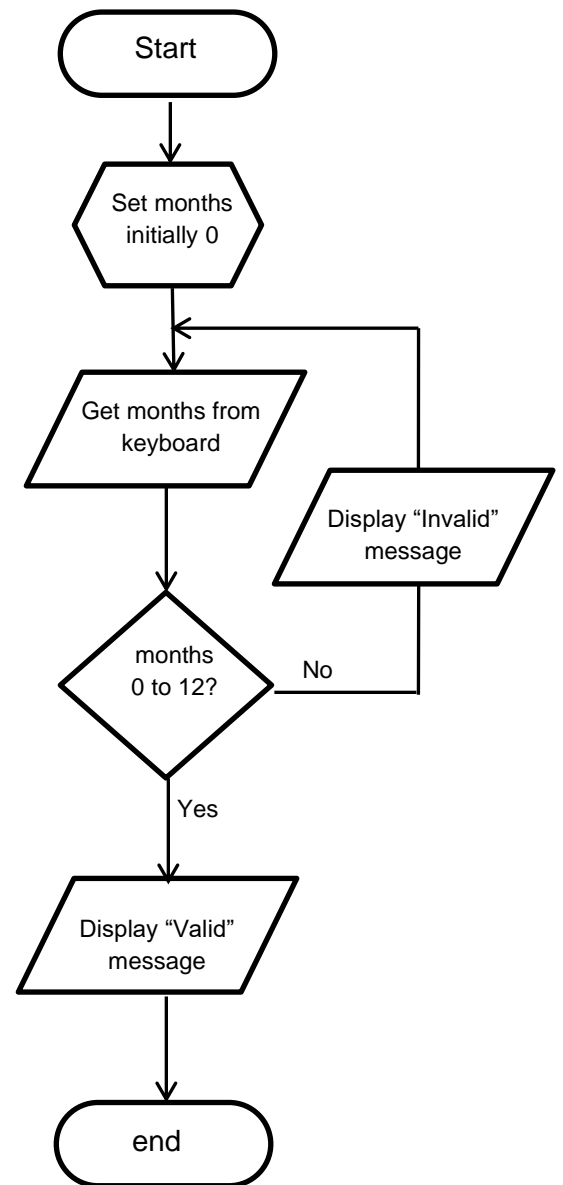 Start
Set months
initially 0
Get months from
keyboard
Display “Invalid”
message
months
0 to 12?
No
Yes
Display “Valid”
message
end